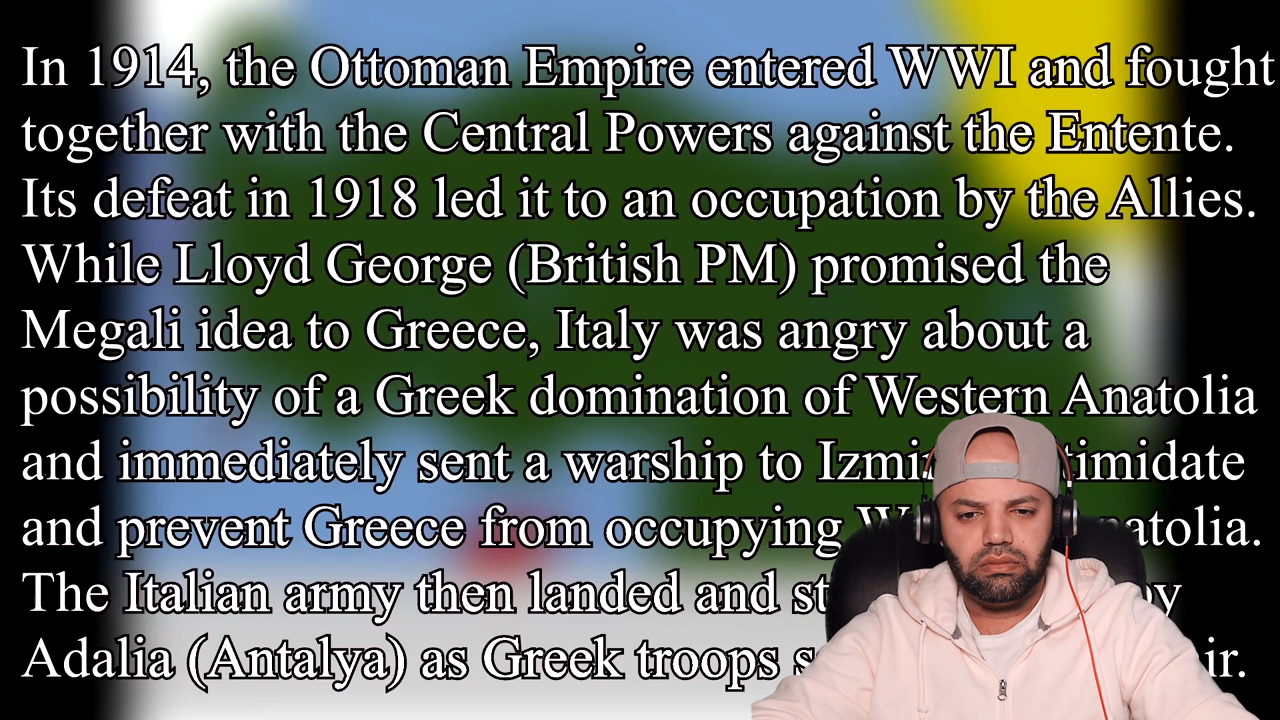 In 1914, the Ottoman Empire entered WWI and fought
together with the Central Powers against the Entente.
Its defeat in 1918 led it to an occupation by the Allies.
While Lloyd George (British PM) promised the
Megali idea to Greece, Italy was angry about a
possibility of a Greek domination of Western Anatolia
and immediately sent a warship to timidate
and prevent Greece from occupying natolia.
The Italian army then landed and
Adalia (Antalya) as Greek troops ir.